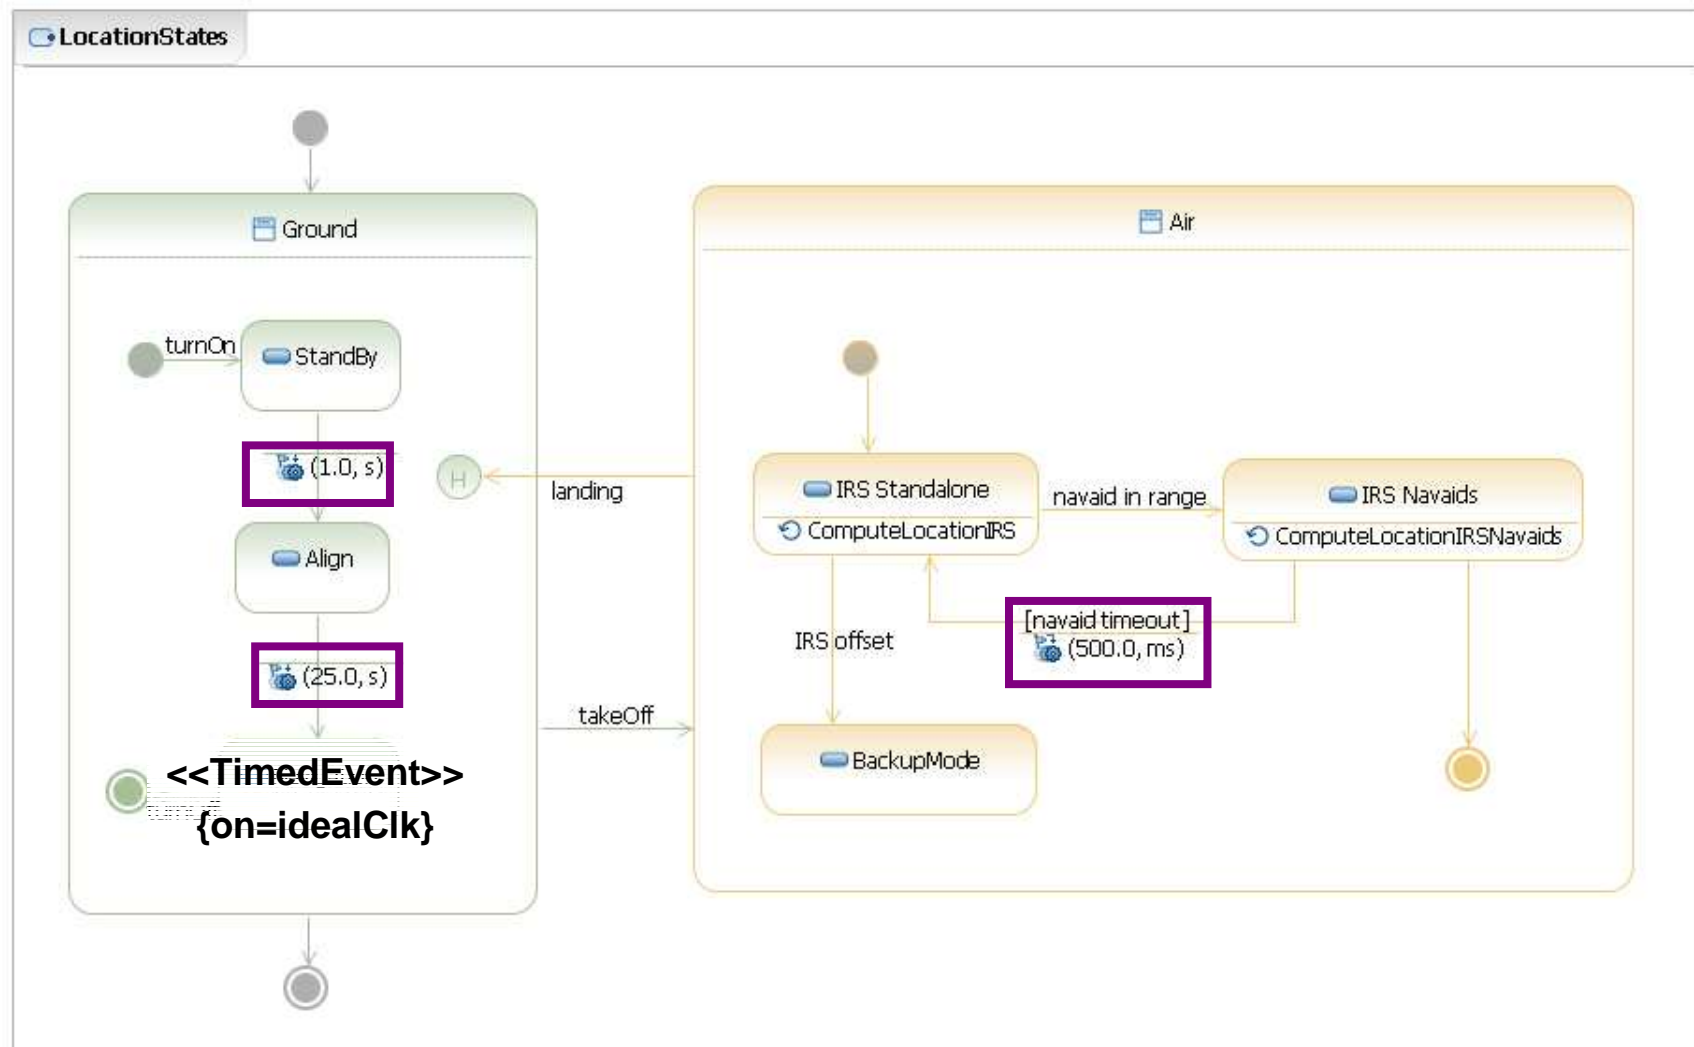 LocationStates
Ground
Air
turnOn
StandBy
(1.0, s)
H
landing
IRS Standalone
ComputeLocationIRS
navaid in range
IRS Navaids
ComputeLocationIRSNavaids
Align
[navaid timeout]
(500.0, ms)
IRS offset
(25.0, s)
takeOff
BackupMode
<<TimedEvent>>
{on=idealClk}